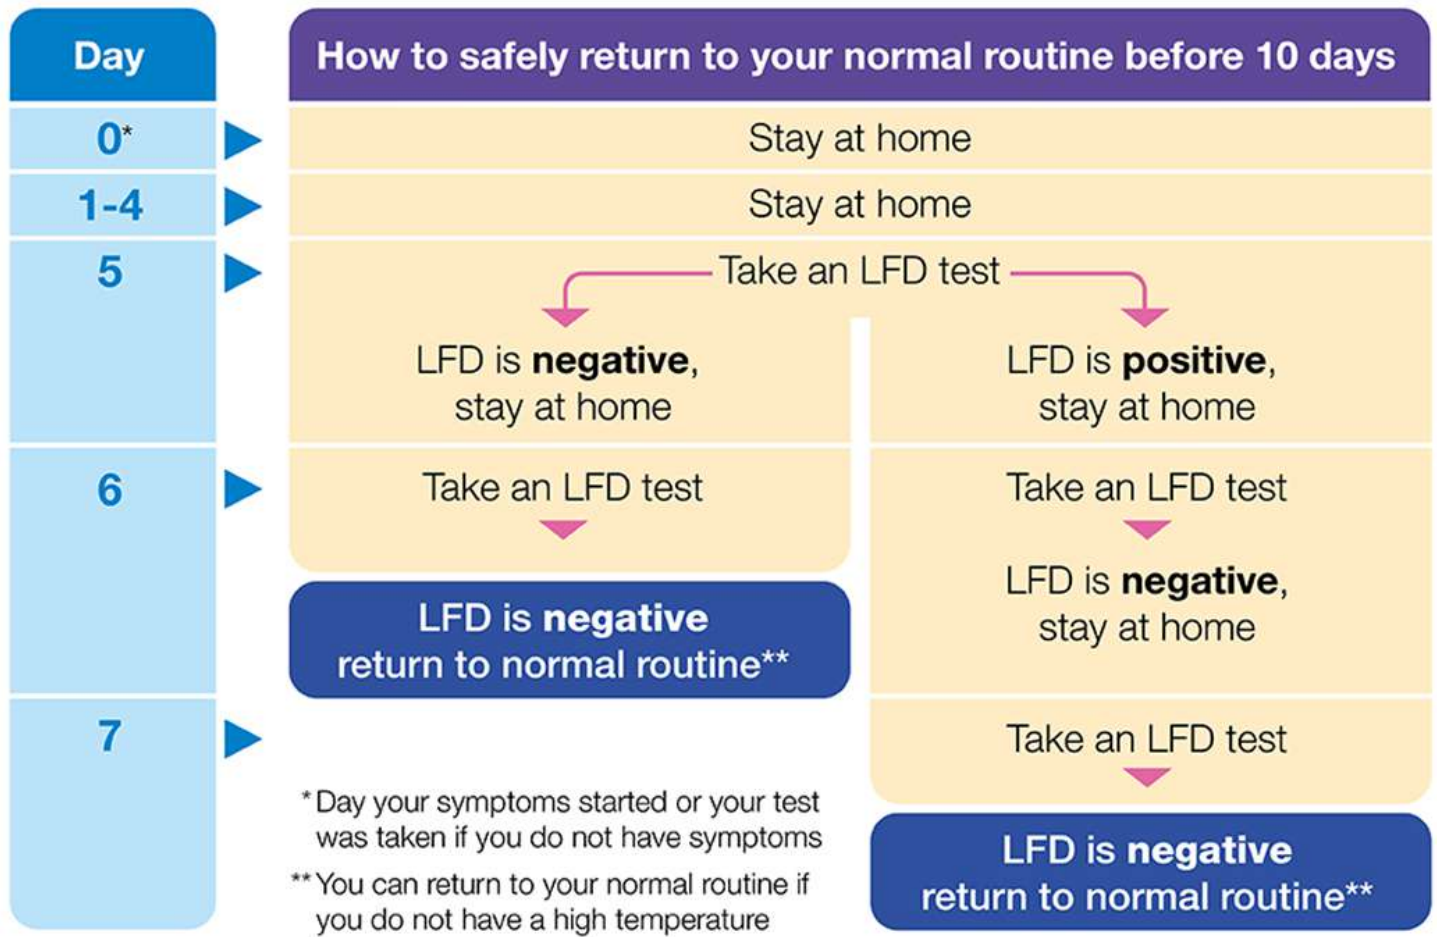 Day
How to safely return to your normal routine before 10 days
0*
Stay at home
1-4
Stay at home
5
Take an LFD test
LFD is negative,
stay at home
LFD is positive,
stay at home
6
Take an LFD test
LFD is negative
return to normal routine**
Take an LFD test
LFD is negative,
stay at home
7
Take an LFD test
LFD is negative
return to normal routine**
*Day your symptoms started or your test
was taken if you do not have symptoms
**You can return to your normal routine if
you do not have a high temperature